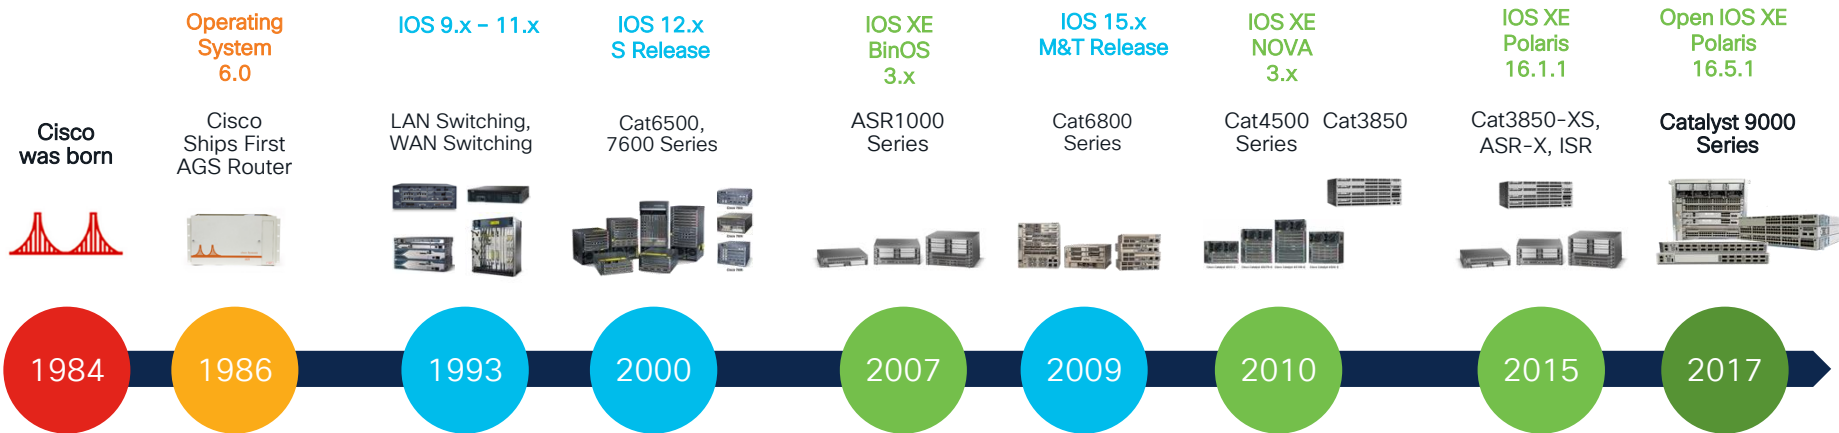 Cisco
was born
1984
Operating
System
6.0
Cisco
Ships First
AGS Router
1986
IOS 9.x – 11.x
LAN Switching,
WAN Switching
1993
IOS 12.x
S Release
Cat6500,
7600 Series
2000
IOS XE
BinOS
3.x
ASR1000
Series
2007
IOS 15.x
M&T Release
Cat6800
Series
2009
IOS XE
NOVA
3.x
Cat4500 Cat3850
Series
2010
IOS XE
Polaris
16.1.1
Cat3850-XS,
ASR-X, ISR
2015
Open IOS XE
Polaris
16.5.1
Catalyst 9000
Series
2017